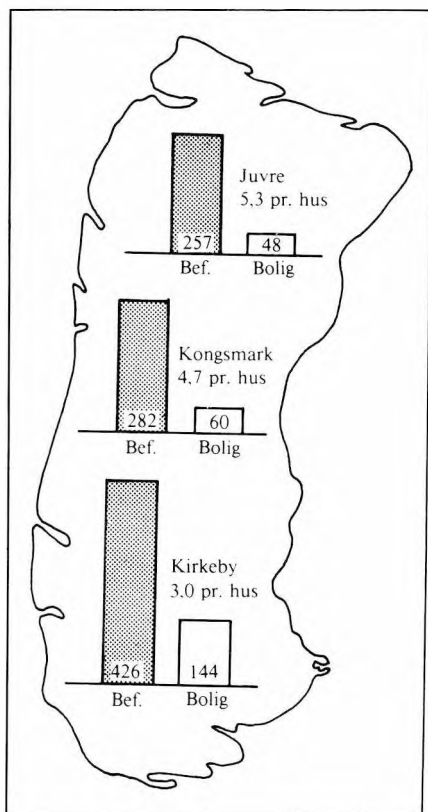 Juvre
5,3 pr. hus
257 48
Bef. Bolig
Kongsmark
4,7 pr. hus
282 60
Bef. Bolig
Kirkeby
3,0 pr. hus
426 144
Bef. Bolig